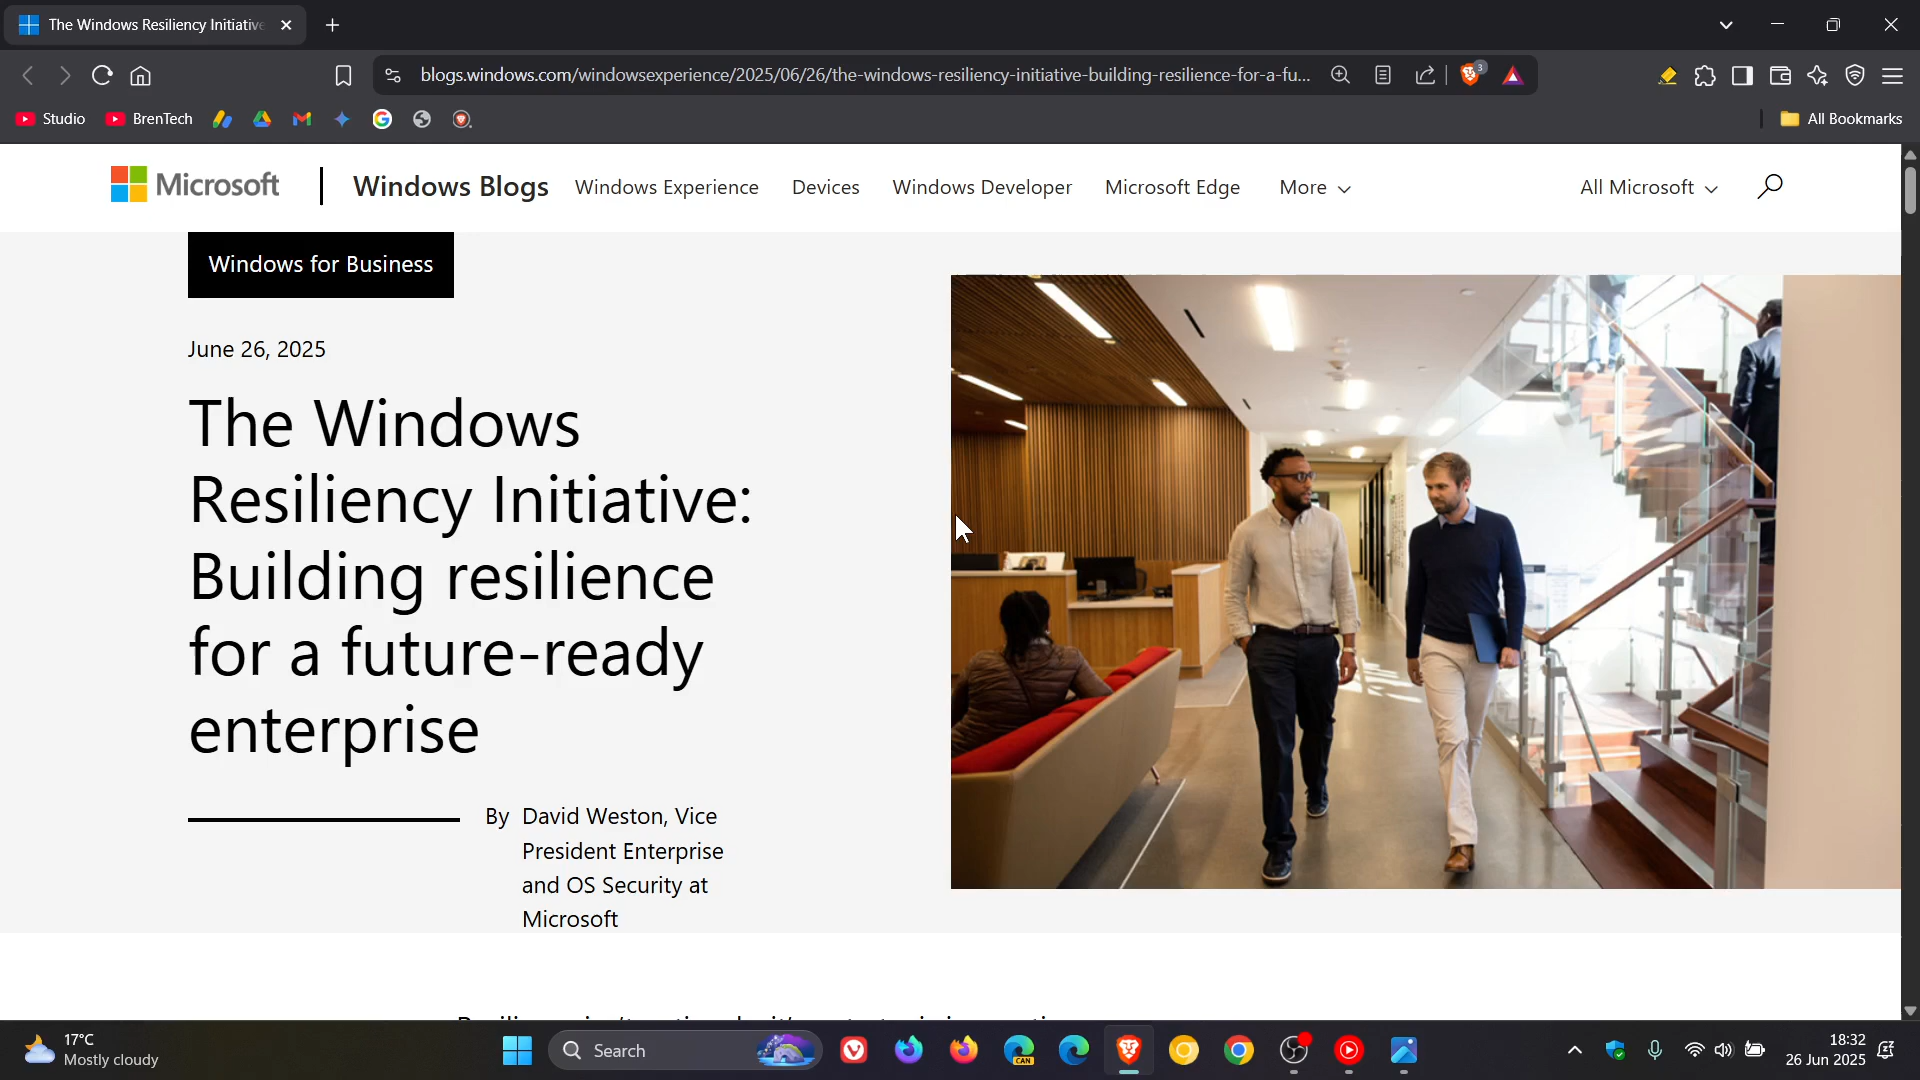 The Windows Resiliency Initiative
blogs.windows.com/windowsexperience/2025/06/26/the-windows-resiliency-initiative-building-resilience-for-a-fu...
3
Studio
BrenTech
All Bookmarks
Microsoft
Windows Blogs
Windows Experience
Devices
Windows Developer
Microsoft Edge
More
All Microsoft
Windows for Business
June 26, 2025
The Windows
Resiliency Initiative:
Building resilience
for a future-ready
enterprise
By David Weston, Vice
President Enterprise
and OS Security at
Microsoft
17°C
Mostly cloudy
Search
CAN
18:32
26 Jun 2025